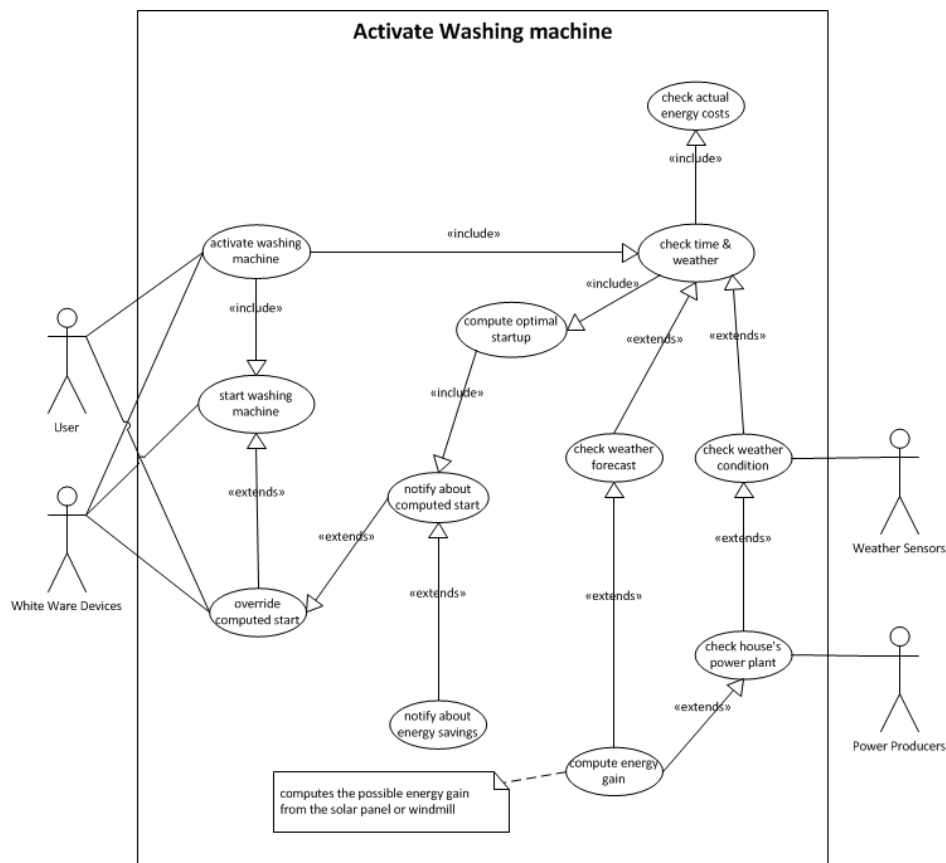 Activate Washing machine
check actual
energy costs
«include»
«include»
activate washing
machine
check time &
weather
«include»
«include»
compute optimal
startup
«extends»
«extends»
start washing
machine
«include»
User
check weather
forecast
check weather
condition
«extends»
notify about
computed start
«extends»
Weather Sensors
«extends»
White Ware Devices
override
computed start
«extends»
«extends»
check house's
power plant
«extends»
notify about
energy savings
Power Producers
compute energy
gain
computes the possible energy gain
from the solar panel or windmill